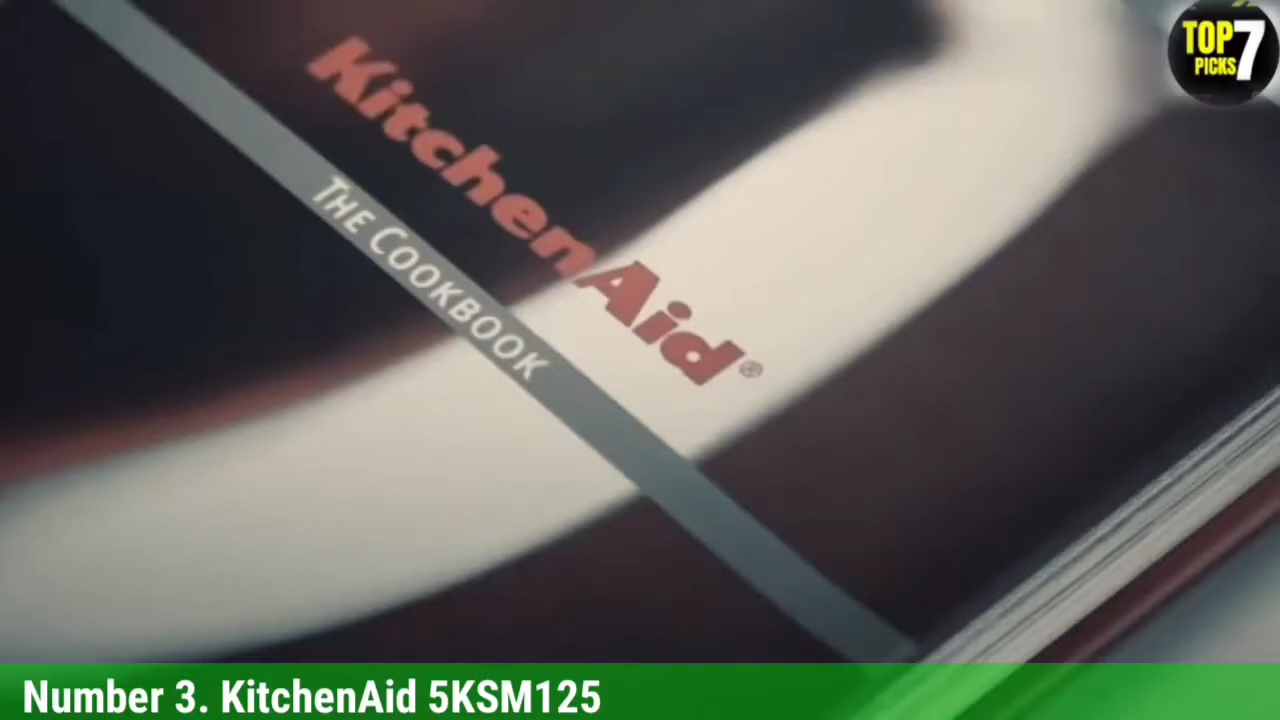 TOP 7
PICKS
KitchenAid®
THE COOKBOOK
Number 3. KitchenAid 5KSM125